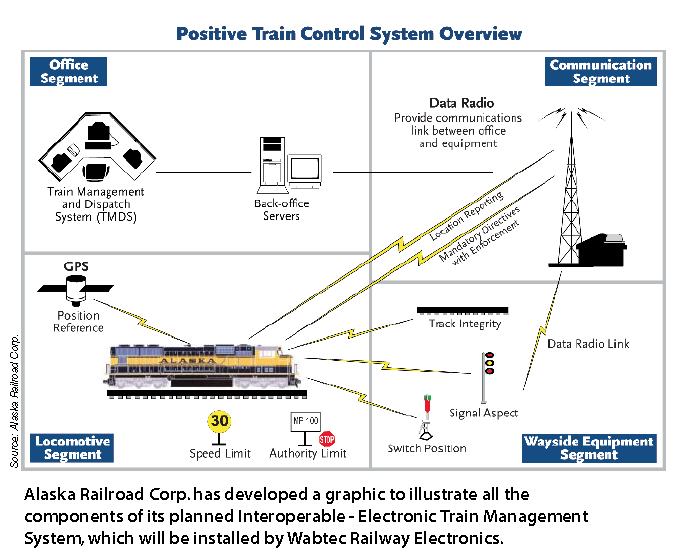 Positive Train Control System Overview
Office
Segment
Communication
Segment
Data Radio
Provide communications
link between office
and equipment
Train Management
and Dispatch
System (TMDS)
Back-office
Servers
Location Reporting
Mandatory Directives
with Enforcement
GPS
Position
Reference
ALASKA
Track Integrity
Data Radio Link
Signal Aspect
Switch Position
30
Speed Limit
MP 100
STOP
Authority Limit
Locomotive
Segment
Wayside Equipment
Segment
Source: Alaska Railroad Corp.
Alaska Railroad Corp. has developed a graphic to illustrate all the
components of its planned Interoperable - Electronic Train Management
System, which will be installed by Wabtec Railway Electronics.